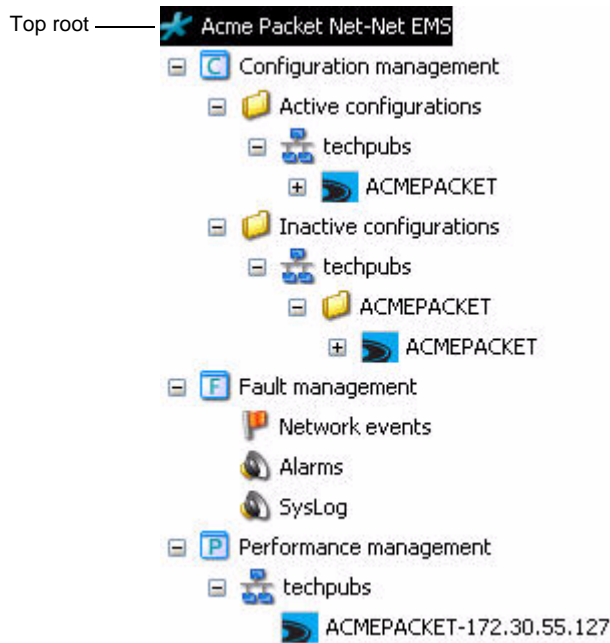 Top root
Acme Packet Net-Net EMS
C Configuration management
Active configurations
techpubs
ACMEPACKET
Inactive configurations
techpubs
ACMEPACKET
ACMEPACKET
F Fault management
Network events
Alarms
SysLog
P Performance management
techpubs
ACMEPACKET-172.30.55.127